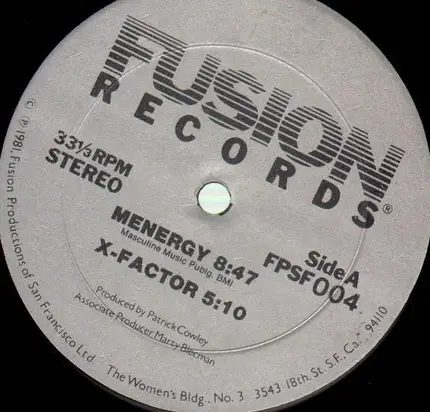 FUSION
RECORDS®
33⅓ RPM
STEREO
Side A
FPSF 004
MENERGY 8:47
Masculine Music Publg. BMI
X-FACTOR 5:10
Produced by Patrick Cowley
Associate Producer Marty Blecman
© ℗ 1981, Fusion Productions of San Francisco Ltd. The Women's Bldg., No. 3 3543 18th. St. S.F., Ca., 94110